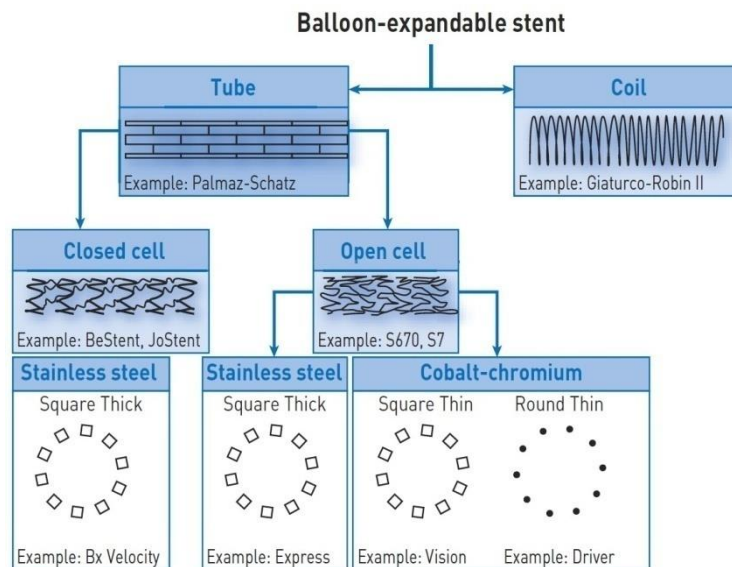 Balloon-expandable stent
Tube
Coil
Example: Palmaz-Schatz
Example: Giaturco-Robin II
Closed cell
Open cell
Example: BeStent, JoStent
Example: S670, S7
Stainless steel
Stainless steel
Cobalt-chromium
Square Thick
Square Thick
Square Thin
Round Thin
Example: Bx Velocity
Example: Express
Example: Vision
Example: Driver